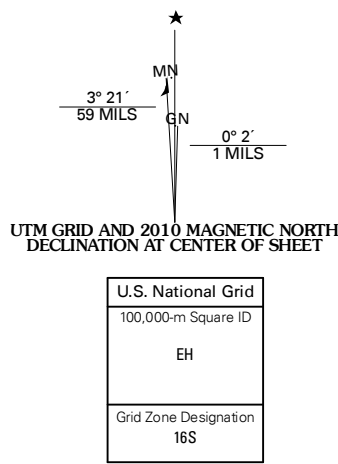 MN
3° 21´
59 MILS
GN
0° 2´
1 MILS
UTM GRID AND 2010 MAGNETIC NORTH
DECLINATION AT CENTER OF SHEET
U.S. National Grid
100,000-m Square ID
EH
Grid Zone Designation
16S